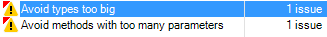 Avoid types too big 1 issue
Avoid methods with too many parameters 1 issue